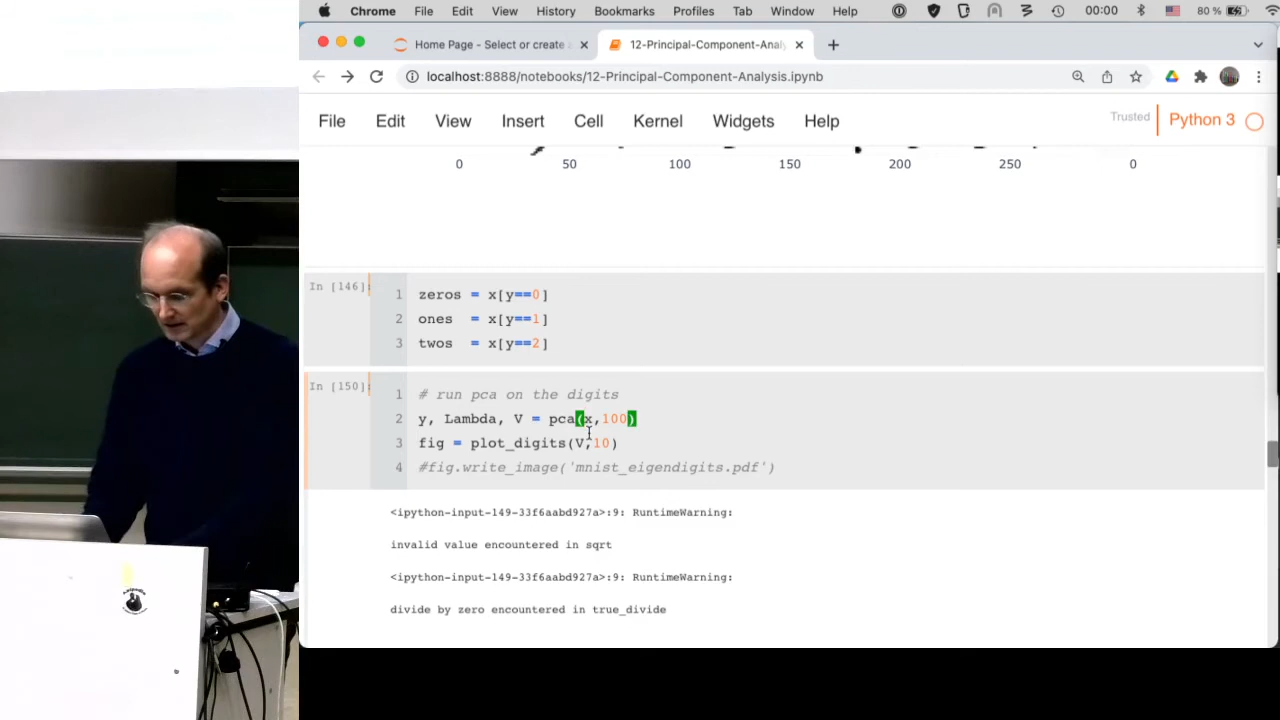 Chrome File Edit View History Bookmarks Profiles Tab Window Help 00:00 80 %
Home Page - Select or create a
12-Principal-Component-Analy
localhost:8888/notebooks/12-Principal-Component-Analysis.ipynb
File Edit View Insert Cell Kernel Widgets Help Trusted Python 3
0 50 100 150 200 250 0
In [146]:
1 zeros = x[y==0]
2 ones = x[y==1]
3 twos = x[y==2]
In [150]:
1 # run pca on the digits
2 y, Lambda, V = pca(x,100)
3 fig = plot_digits(V,10)
4 #fig.write_image('mnist_eigendigits.pdf')
<ipython-input-149-33f6aabd927a>:9: RuntimeWarning:
invalid value encountered in sqrt
<ipython-input-149-33f6aabd927a>:9: RuntimeWarning:
divide by zero encountered in true_divide